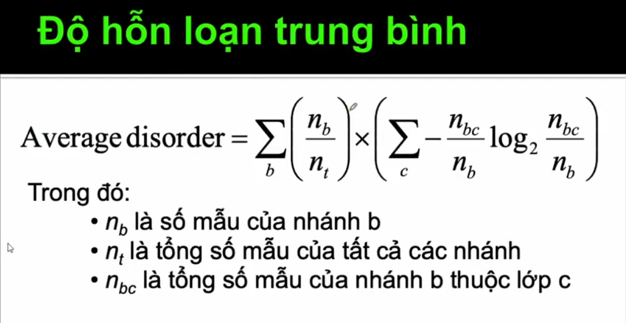 Độ hỗn loạn trung bình
Average disorder = ∑_b (n_b / n_t) × (∑_c − n_bc / n_b log₂ n_bc / n_b)
Trong đó:
• n_b là số mẫu của nhánh b
• n_t là tổng số mẫu của tất cả các nhánh
• n_bc là tổng số mẫu của nhánh b thuộc lớp c